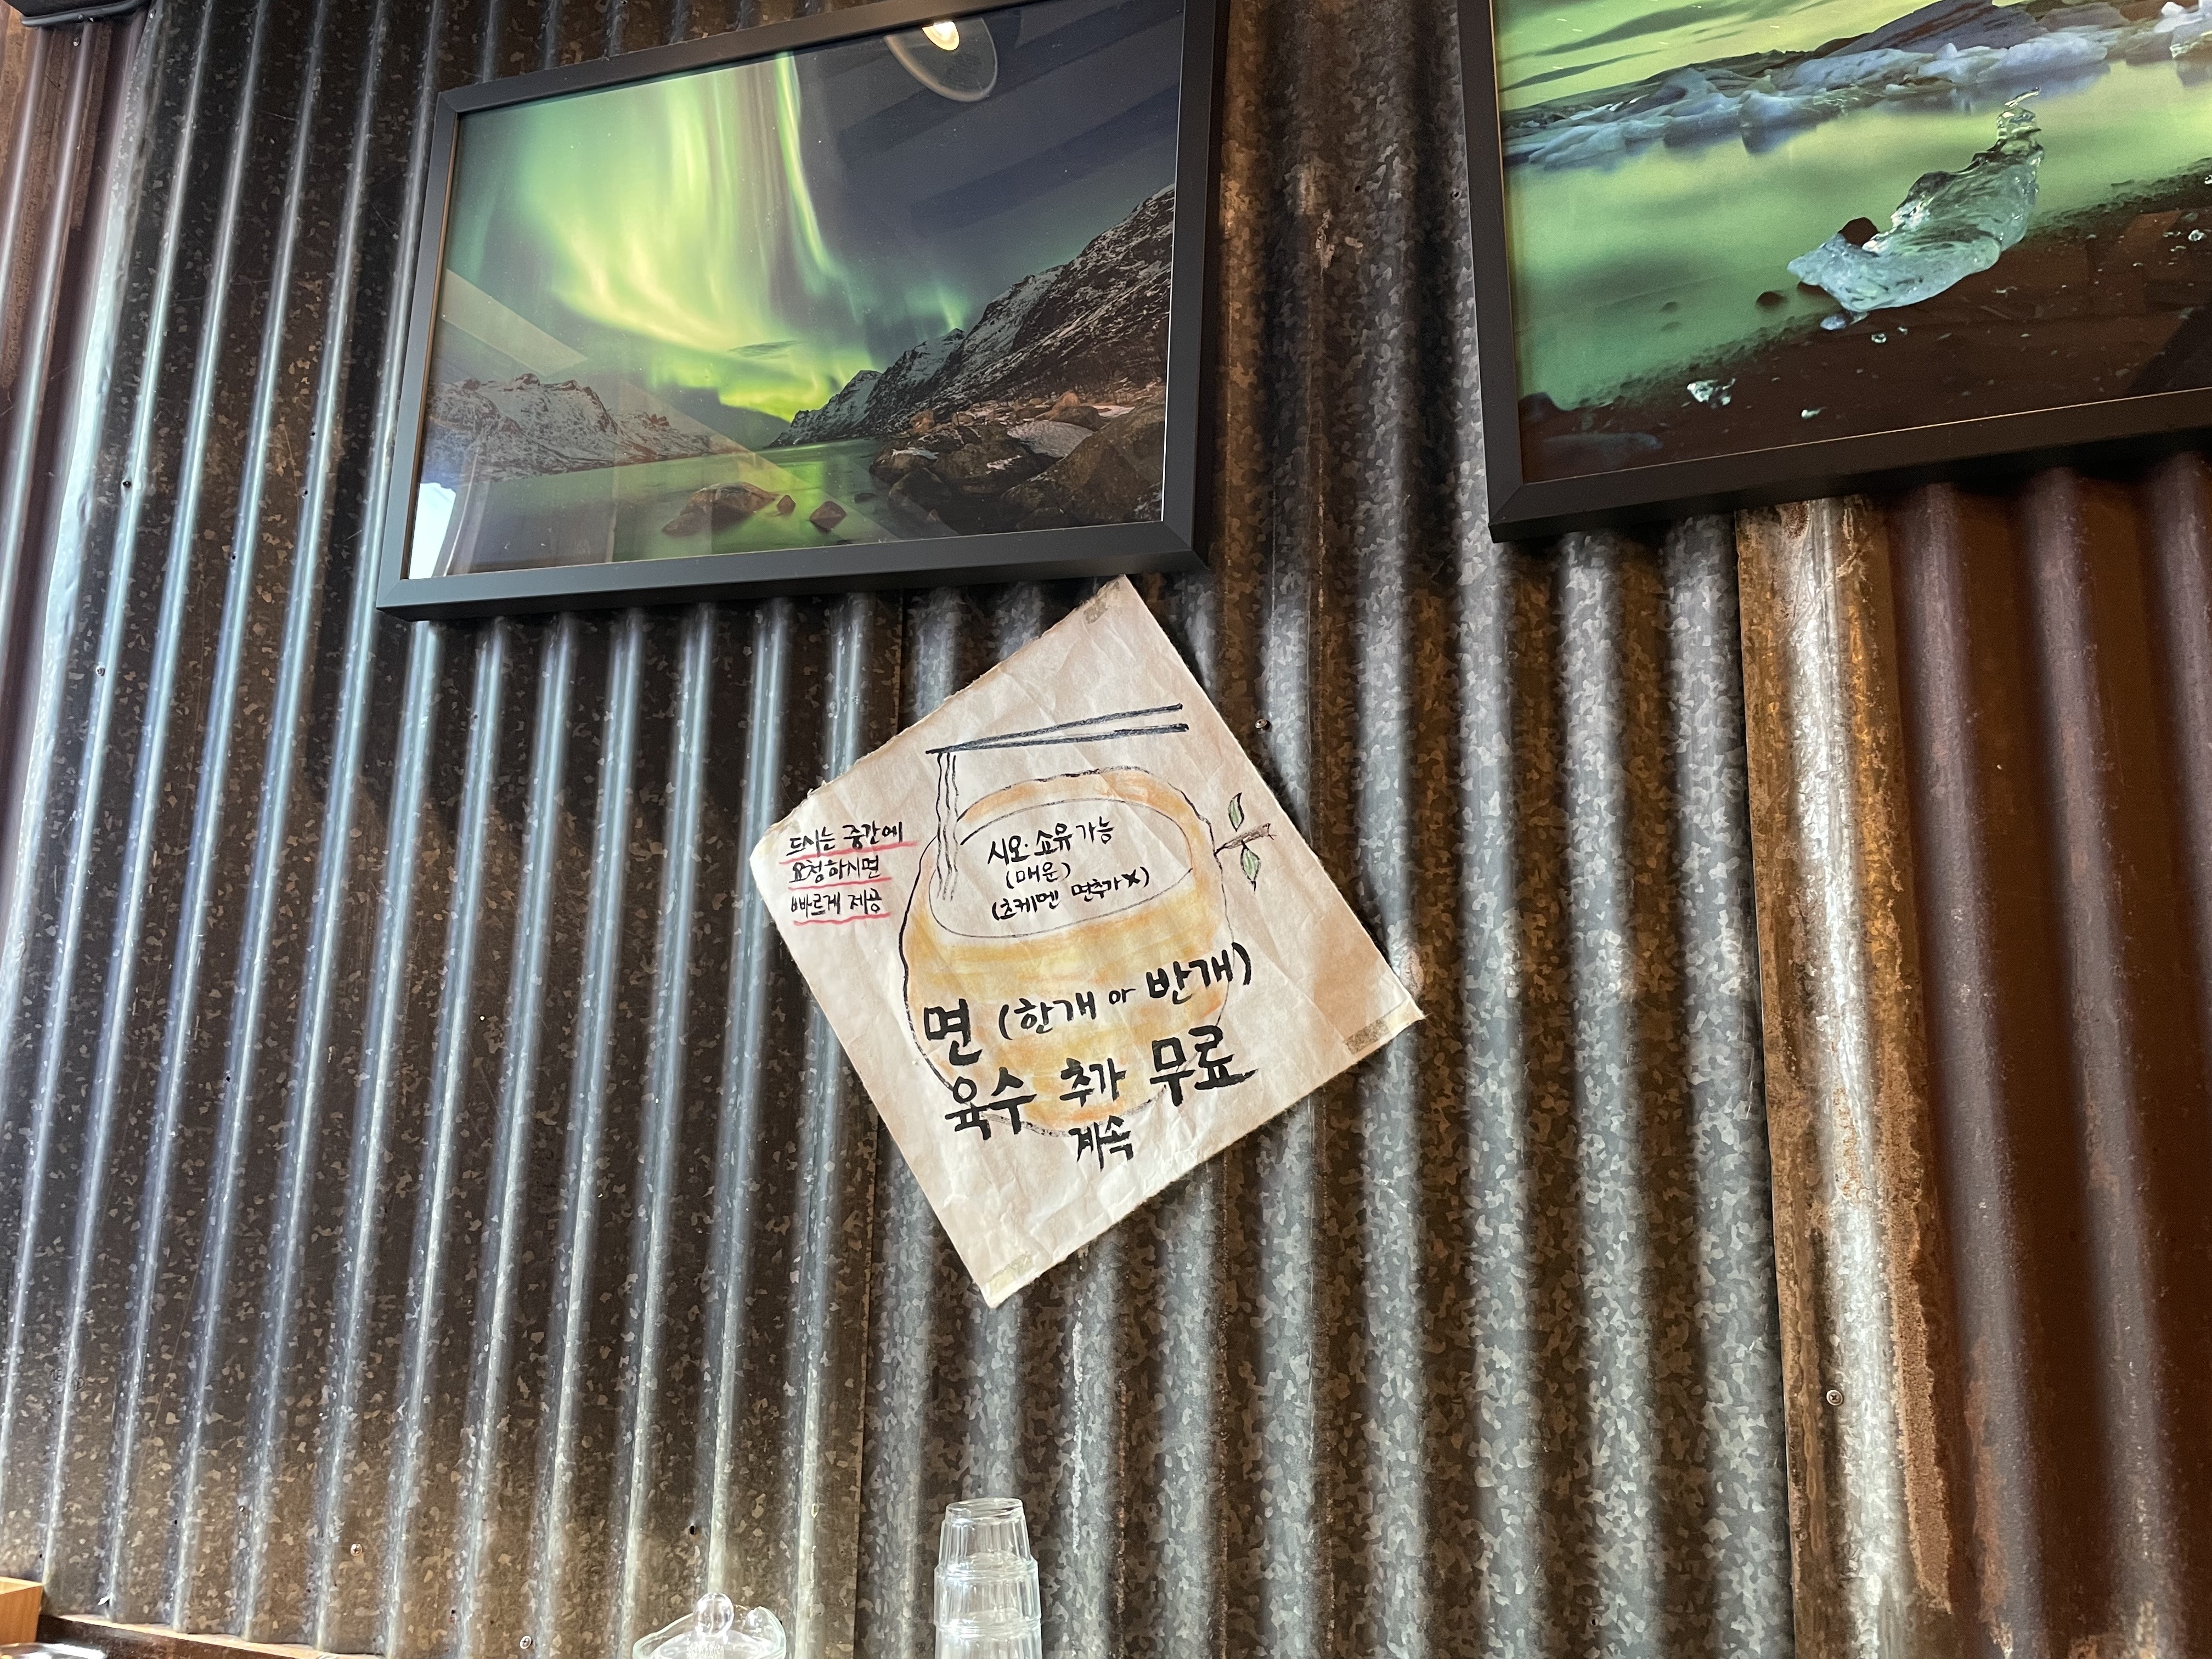 드시는 중간에
요청하시면
빠르게 제공
시오·쇼유 가능
(매운)
(츠케멘 면추가 X)
면 (한개 or 반개)
육수 추가 무료
계속